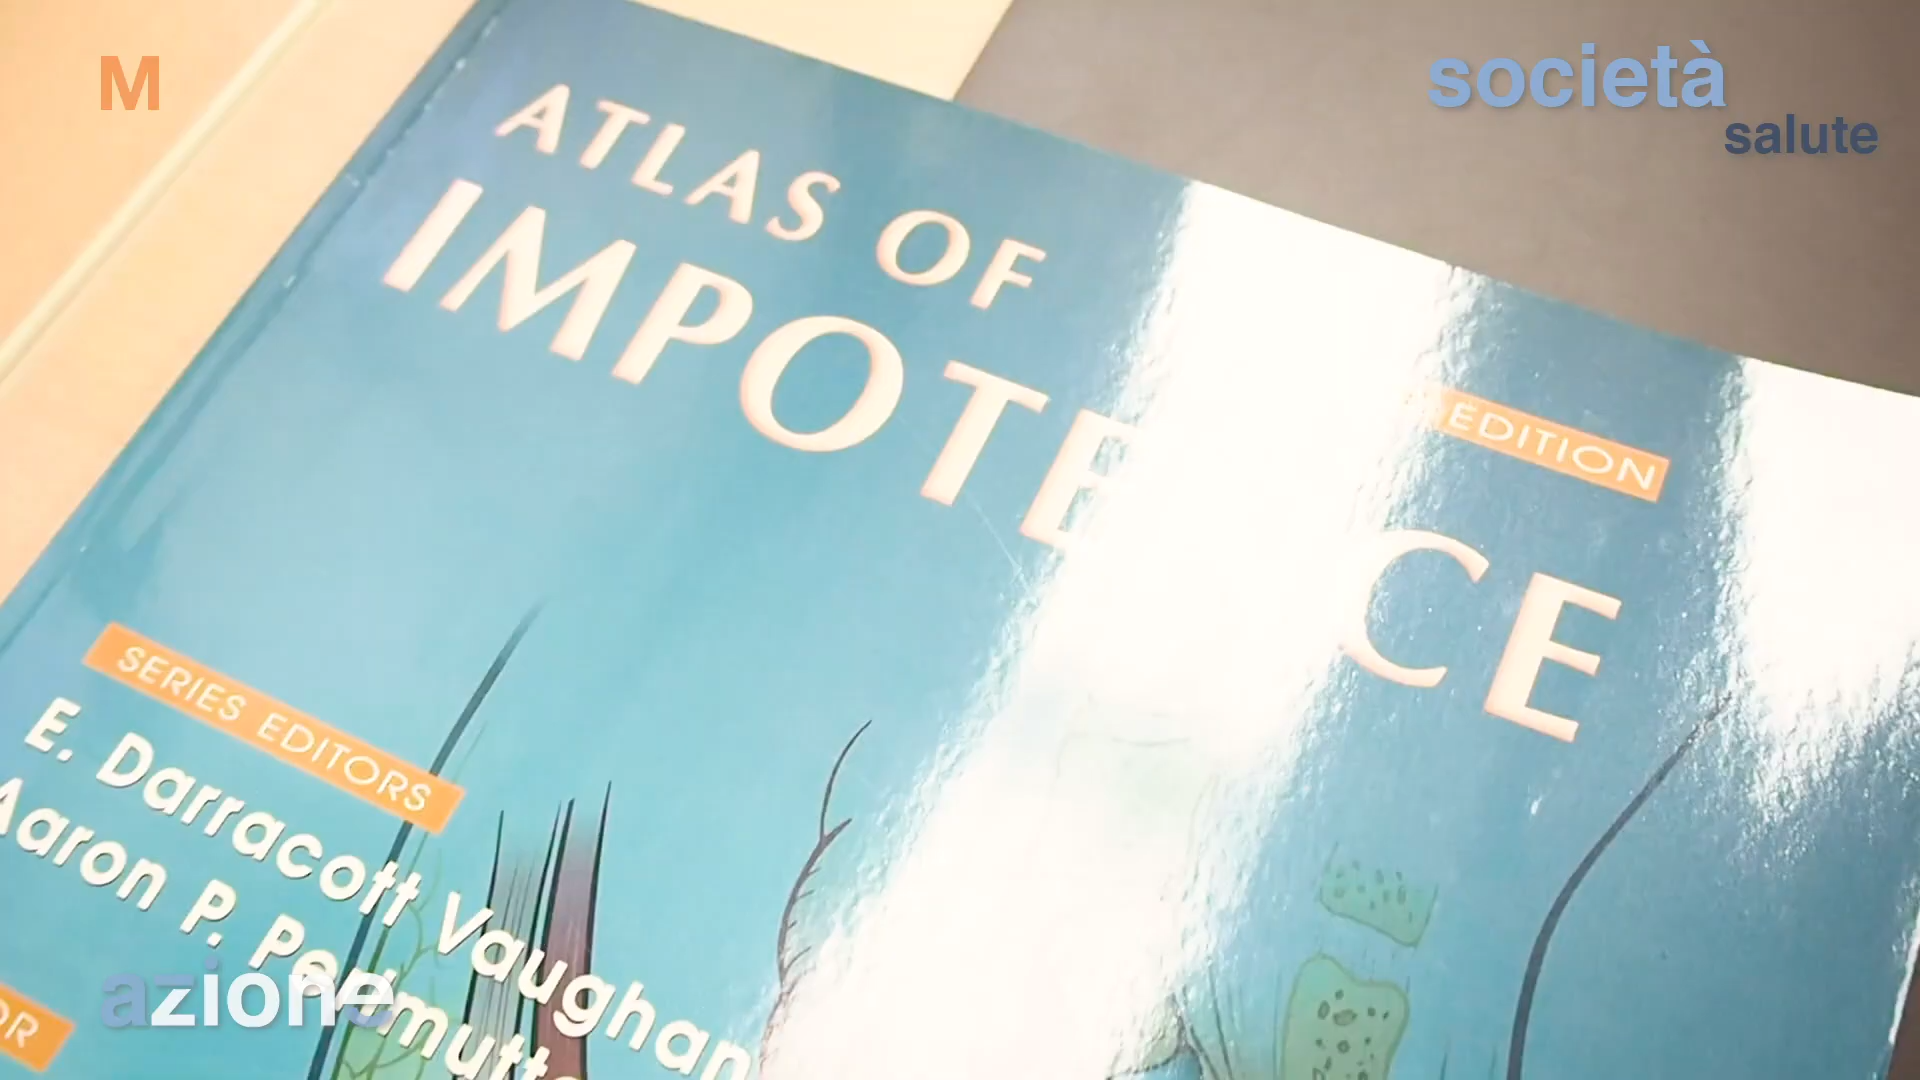 M
società
salute
ATLAS OF
IMPOTE CE
EDITION
SERIES EDITORS
E. Darracott Vaughan
Aaron P.
azione